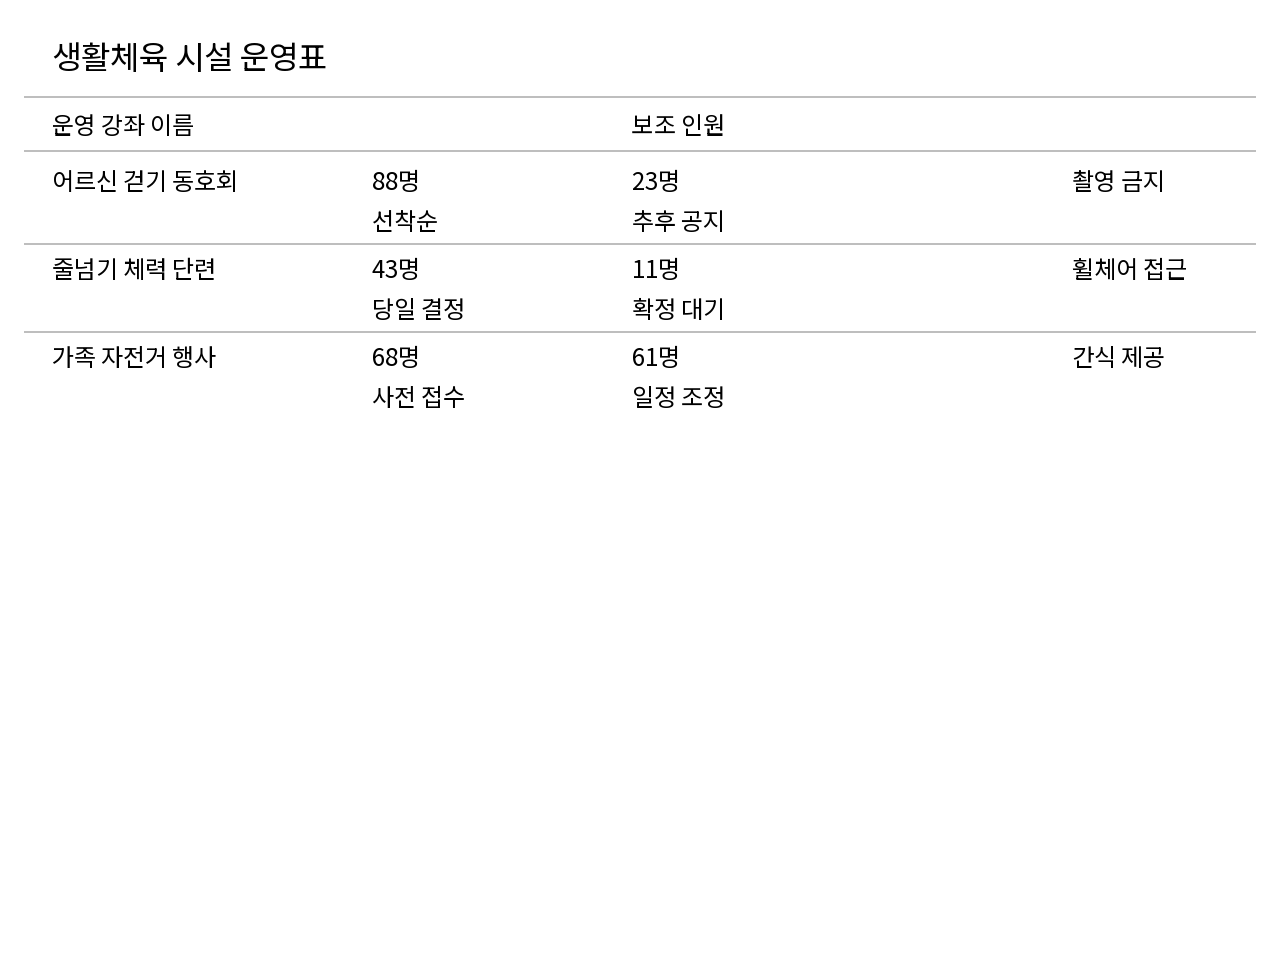 생활체육 시설 운영표
운영 강좌 이름 보조 인원
어르신 걷기 동호회 88명 23명 촬영 금지
선착순 추후 공지
줄넘기 체력 단련 43명 11명 휠체어 접근
당일 결정 확정 대기
가족 자전거 행사 68명 61명 간식 제공
사전 접수 일정 조정